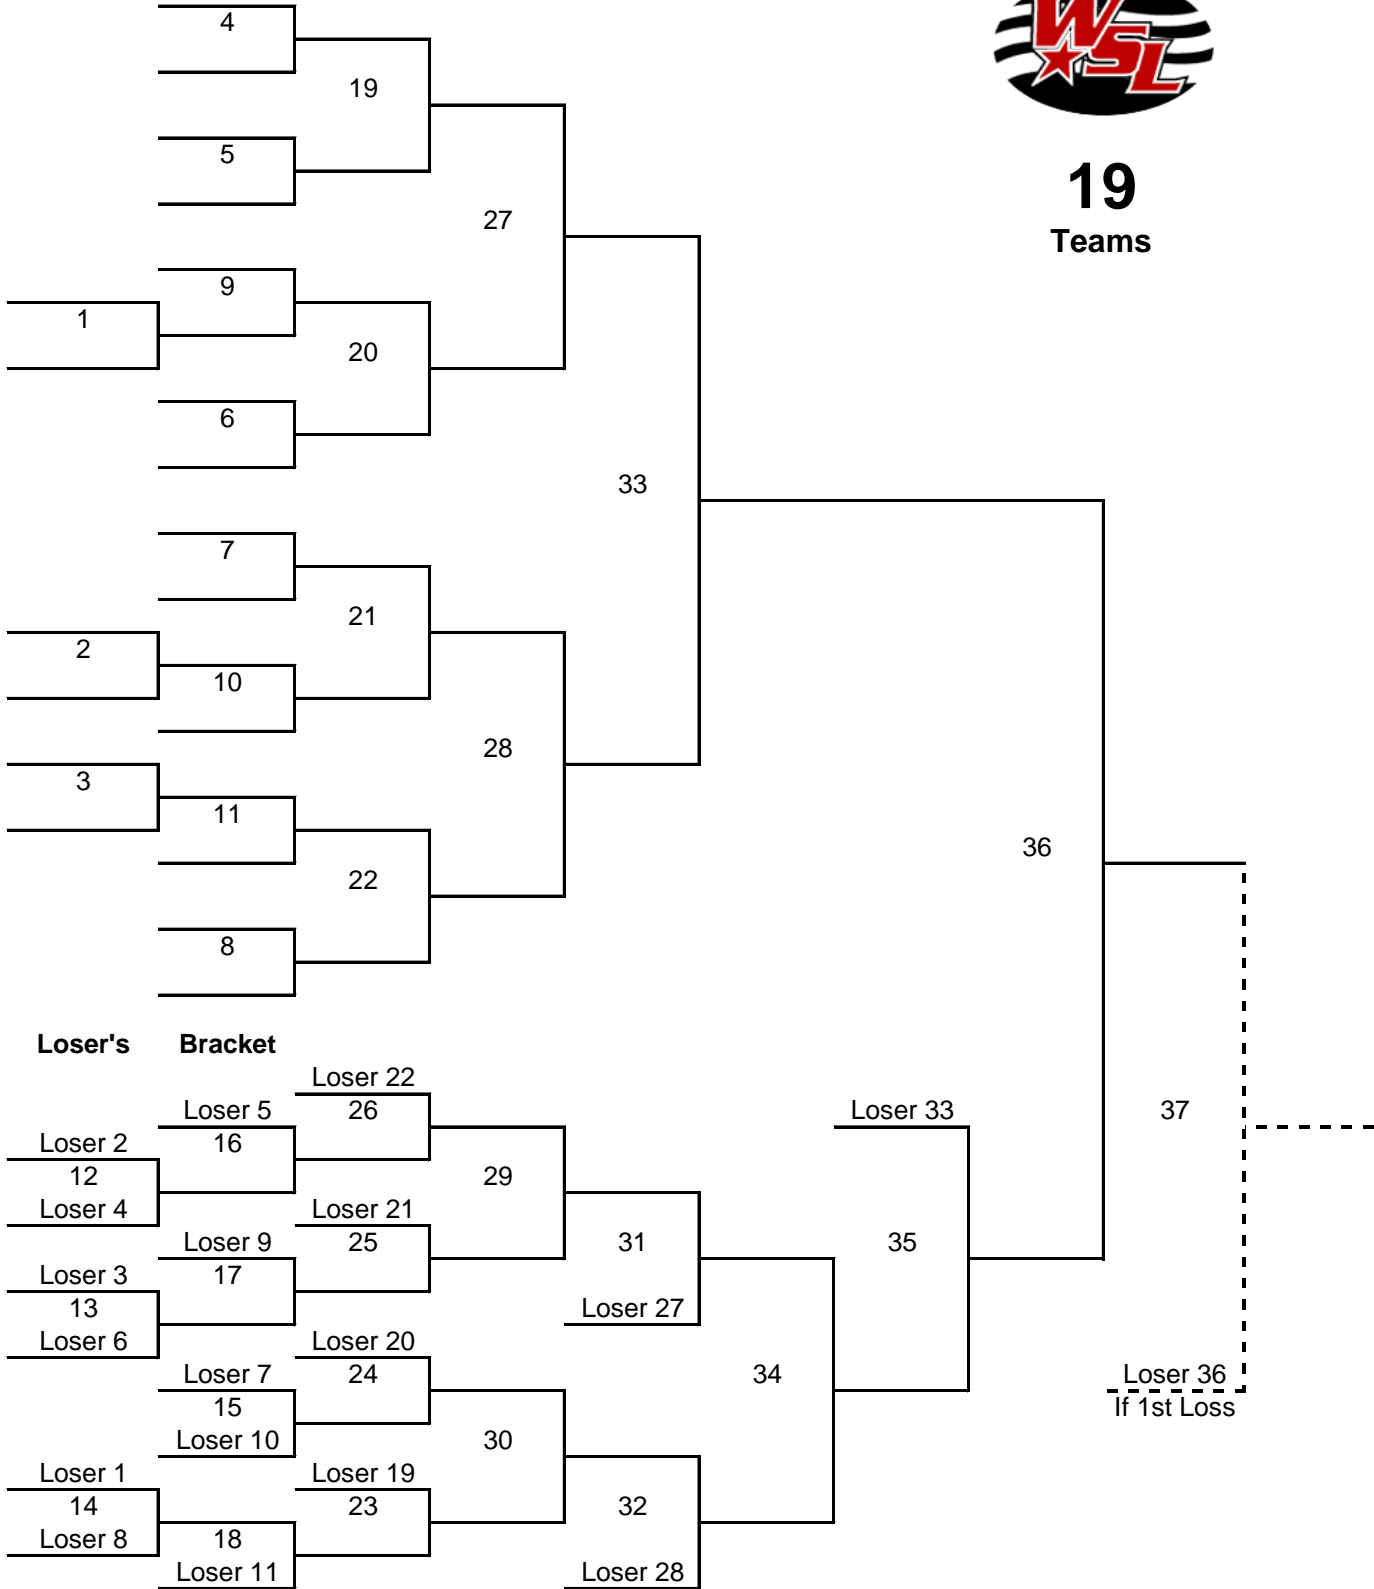 WSL
4
19
5
19
Teams
27
9
1
20
6
33
7
21
2
10
28
3
11
36
22
8
Loser's Bracket
Loser 22
Loser 5 26 Loser 33 37
Loser 2 16
12 29
Loser 4 Loser 21
Loser 9 25 31 35
Loser 3 17
13 Loser 27
Loser 6 Loser 20
Loser 7 24 34 Loser 36
15 If 1st Loss
Loser 10 30
Loser 1 Loser 19
14 23 32
Loser 8 18
Loser 11 Loser 28